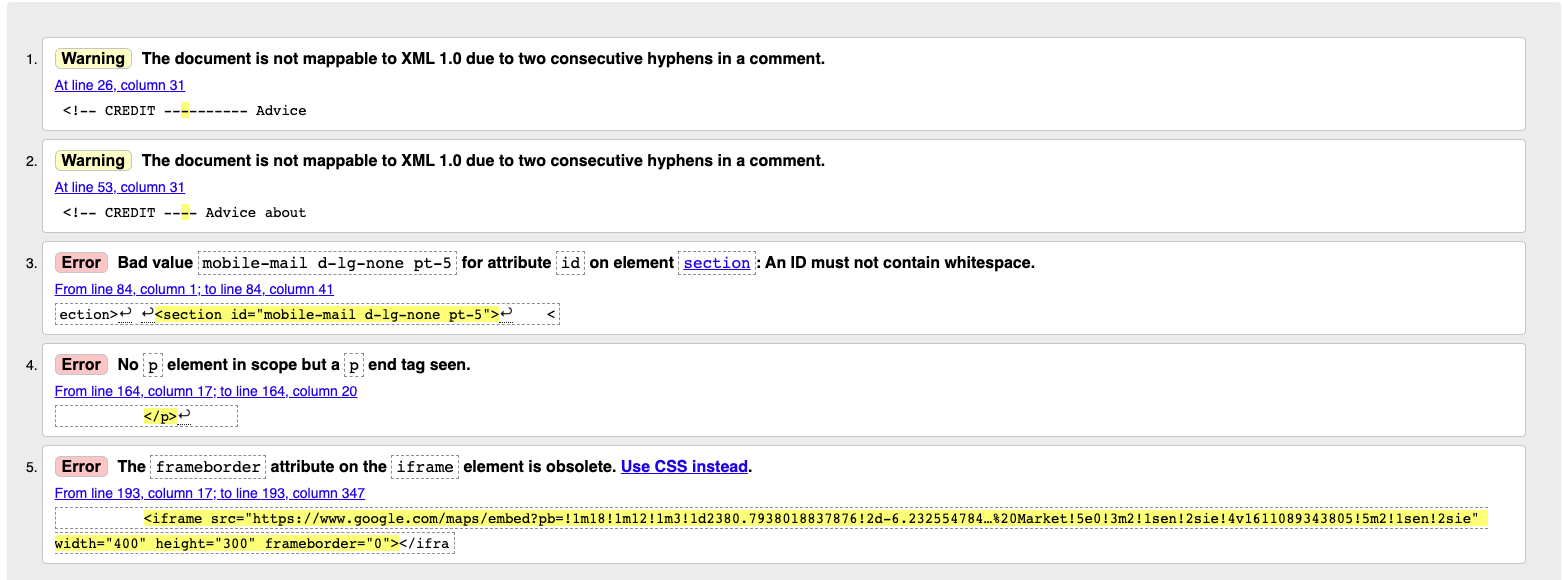 1. Warning The document is not mappable to XML 1.0 due to two consecutive hyphens in a comment.
At line 26, column 31
<!-- CREDIT ---------- Advice
2. Warning The document is not mappable to XML 1.0 due to two consecutive hyphens in a comment.
At line 53, column 31
<!-- CREDIT ---- Advice about
3. Error Bad value mobile-mail d-lg-none pt-5 for attribute id on element section: An ID must not contain whitespace.
From line 84, column 1; to line 84, column 41
ection>↩ ↩<section id="mobile-mail d-lg-none pt-5">↩ <
4. Error No p element in scope but a p end tag seen.
From line 164, column 17; to line 164, column 20
</p>↩
5. Error The frameborder attribute on the iframe element is obsolete. Use CSS instead.
From line 193, column 17; to line 193, column 347
<iframe src="https://www.google.com/maps/embed?pb=!1m18!1m12!1m3!1d2380.7938018837876!2d-6.232554784…%20Market!5e0!3m2!1sen!2sie!4v1611089343805!5m2!1sen!2sie"
width="400" height="300" frameborder="0"></ifra